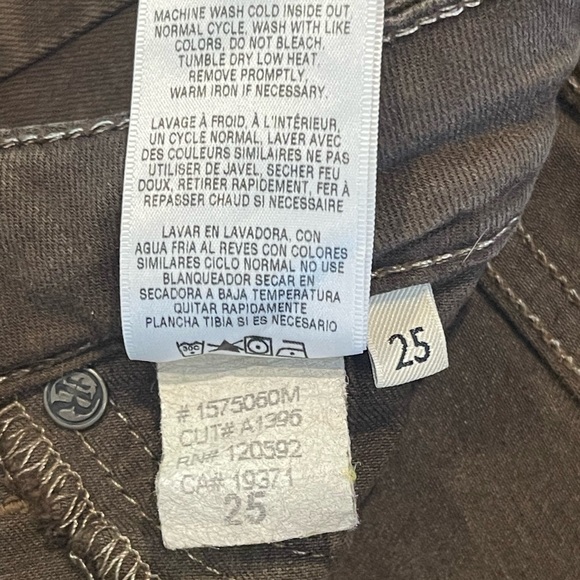 MACHINE WASH COLD INSIDE OUT,
NORMAL CYCLE, WASH WITH LIKE
COLORS, DO NOT BLEACH,
TUMBLE DRY LOW HEAT,
REMOVE PROMPTLY,
WARM IRON IF NECESSARY.
LAVAGE À FROID, À L'INTÉRIEUR,
UN CYCLE NORMAL, LAVER AVEC
DES COULEURS SIMILAIRES NE PAS
UTILISER DE JAVEL, SÉCHER FEU
DOUX, RETIRER RAPIDEMENT, FER À
REPASSER CHAUD SI NÉCESSAIRE
LAVAR EN LAVADORA, CON
AGUA FRIA AL REVES CON COLORES
SIMILARES CICLO NORMAL NO USE
BLANQUEADOR SECAR EN
SECADORA A BAJA TEMPERATURA
QUITAR RAPIDAMENTE
PLANCHA TIBIA SI ES NECESARIO
25
# 1575060M
CUT# A1396
RN# 120592
CA# 19371
25